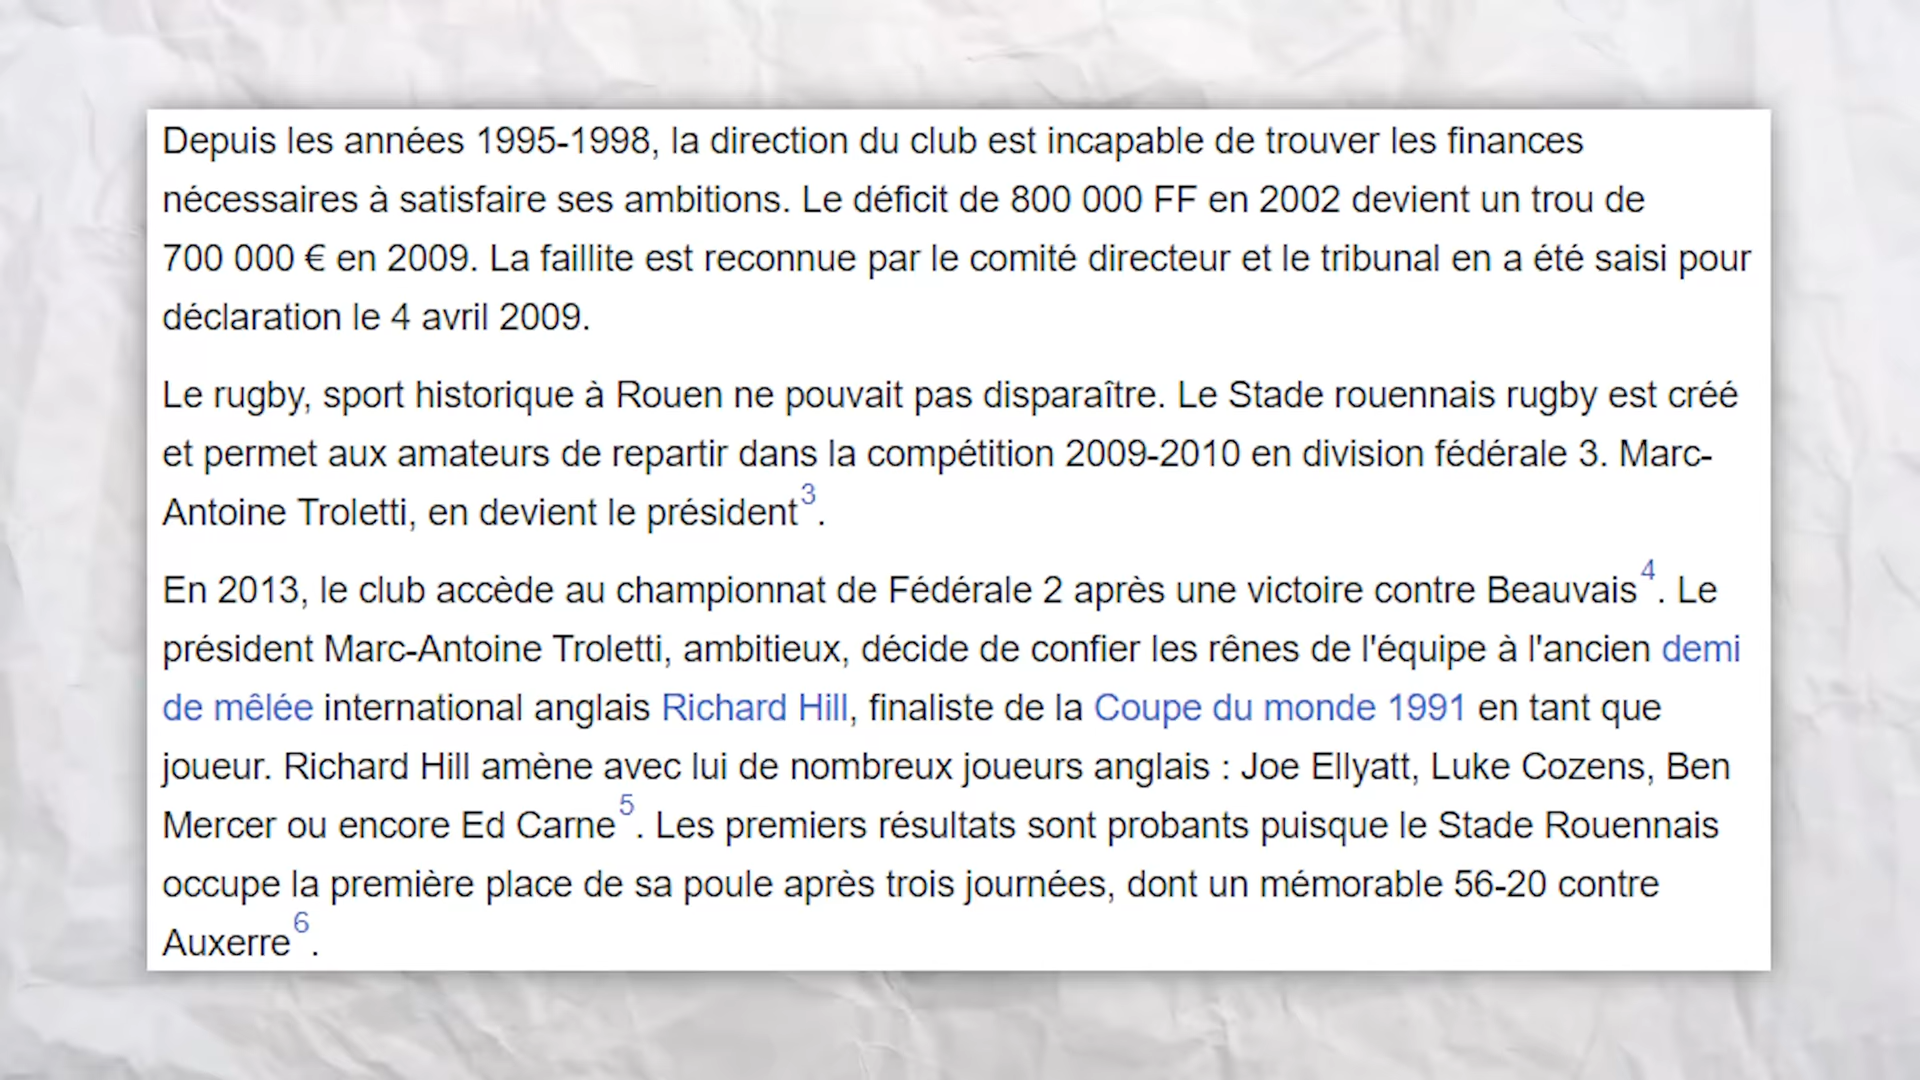 Depuis les années 1995-1998, la direction du club est incapable de trouver les finances
nécessaires à satisfaire ses ambitions. Le déficit de 800 000 FF en 2002 devient un trou de
700 000 € en 2009. La faillite est reconnue par le comité directeur et le tribunal en a été saisi pour
déclaration le 4 avril 2009.
Le rugby, sport historique à Rouen ne pouvait pas disparaître. Le Stade rouennais rugby est créé
et permet aux amateurs de repartir dans la compétition 2009-2010 en division fédérale 3. Marc-
Antoine Troletti, en devient le président3.
En 2013, le club accède au championnat de Fédérale 2 après une victoire contre Beauvais4. Le
président Marc-Antoine Troletti, ambitieux, décide de confier les rênes de l'équipe à l'ancien demi
de mêlée international anglais Richard Hill, finaliste de la Coupe du monde 1991 en tant que
joueur. Richard Hill amène avec lui de nombreux joueurs anglais : Joe Ellyatt, Luke Cozens, Ben
Mercer ou encore Ed Carne5. Les premiers résultats sont probants puisque le Stade Rouennais
occupe la première place de sa poule après trois journées, dont un mémorable 56-20 contre
Auxerre6.